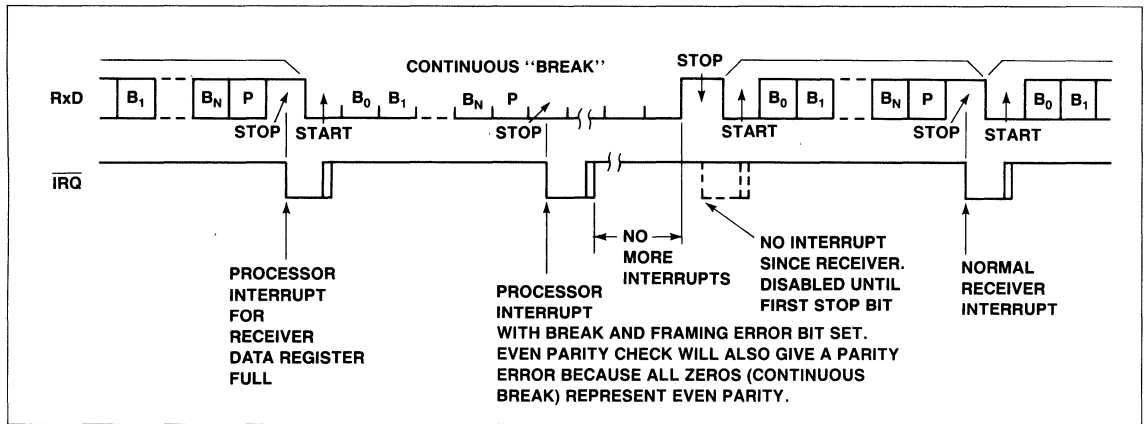 CONTINUOUS "BREAK"
STOP
RxD B1 BN P B0 B1 BN P B0 B1 BN P B0 B1
STOP START STOP START STOP START
IRQ
PROCESSOR
INTERRUPT
FOR
RECEIVER
DATA REGISTER
FULL
NO
MORE
INTERRUPTS
PROCESSOR
INTERRUPT
WITH BREAK AND FRAMING ERROR BIT SET.
EVEN PARITY CHECK WILL ALSO GIVE A PARITY
ERROR BECAUSE ALL ZEROS (CONTINUOUS
BREAK) REPRESENT EVEN PARITY.
NO INTERRUPT
SINCE RECEIVER.
DISABLED UNTIL
FIRST STOP BIT
NORMAL
RECEIVER
INTERRUPT